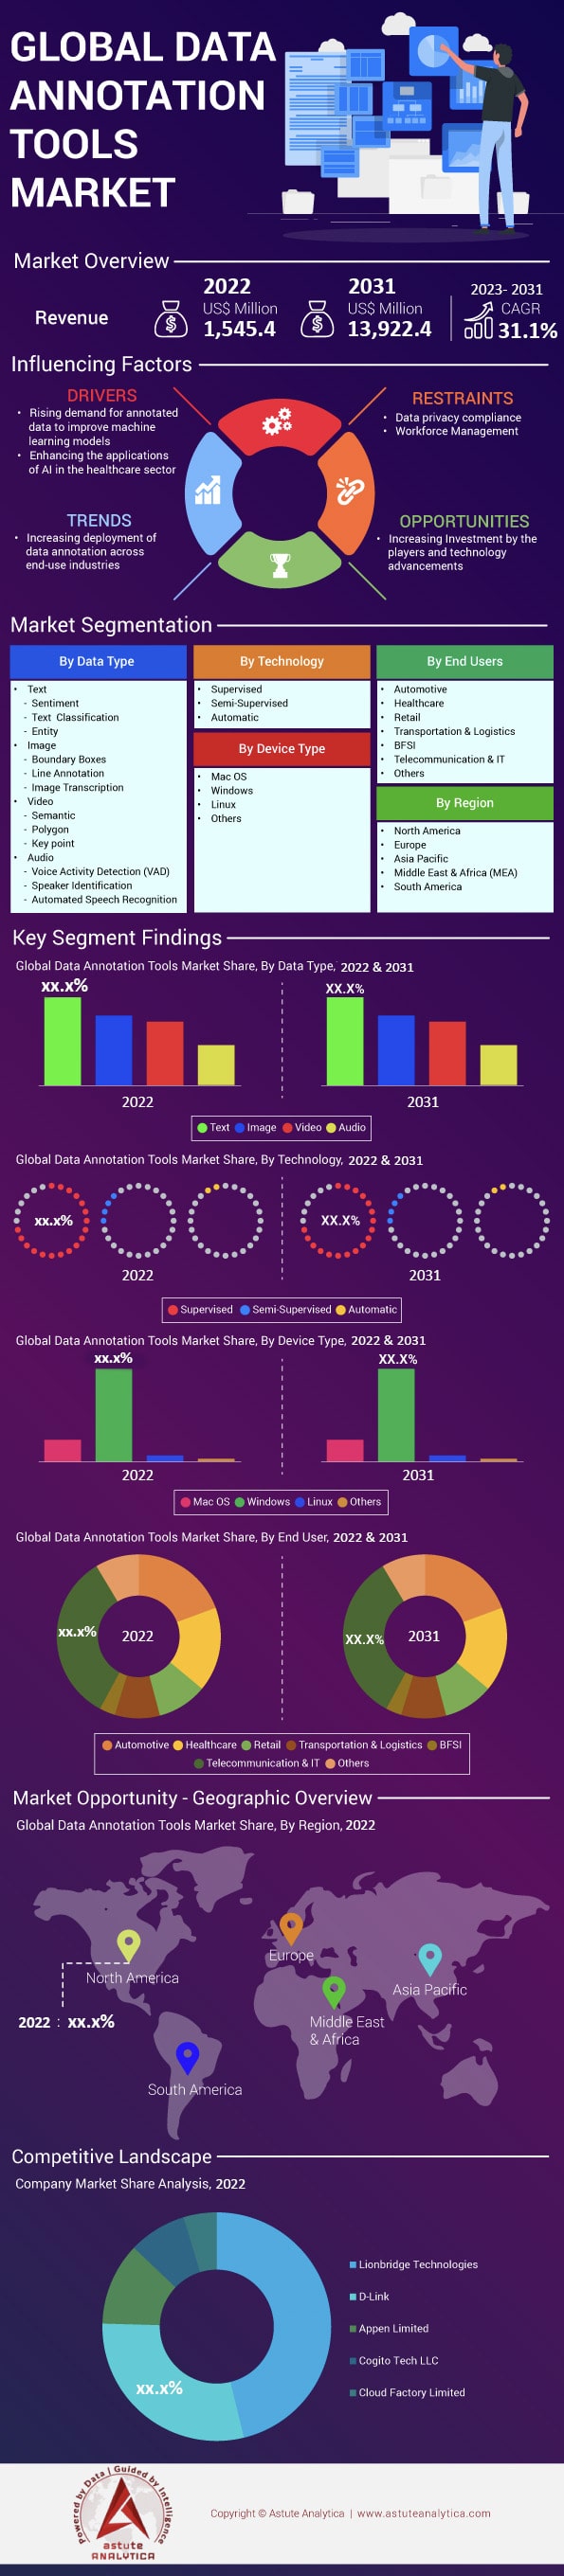 GLOBAL DATA
ANNOTATION
TOOLS
MARKET
Market Overview
Revenue
2022
US$ Million
1,545.4
2031
US$ Million
13,922.4
2023- 2031
CAGR
31.1%
Influencing Factors
DRIVERS
• Rising demand for annotated
data to improve machine
learning models
• Enhancing the applications
of AI in the healthcare sector
RESTRAINTS
• Data privacy compliance
• Workforce Management
TRENDS
• Increasing deployment of
data annotation across
end-use industries
OPPORTUNITIES
• Increasing Investment by the
players and technology
advancements
Market Segmentation
By Data Type
• Text
- Sentiment
- Text Classification
- Entity
• Image
- Boundary Boxes
- Line Annotation
- Image Transcription
• Video
- Semantic
- Polygon
- Key point
• Audio
- Voice Activity Detection (VAD)
- Speaker Identification
- Automated Speech Recognition
By Technology
• Supervised
• Semi-Supervised
• Automatic
By Device Type
• Mac OS
• Windows
• Linux
• Others
By End Users
• Automotive
• Healthcare
• Retail
• Transportation & Logistics
• BFSI
• Telecommunication & IT
• Others
By Region
• North America
• Europe
• Asia Pacific
• Middle East & Africa (MEA)
• South America
Key Segment Findings
Global Data Annotation Tools Market Share, By Data Type, 2022 & 2031
xx.x%
XX.X%
2022
2031
Text Image Video Audio
Global Data Annotation Tools Market Share, By Technology, 2022 & 2031
xx.x%
XX.X%
2022
2031
Supervised Semi-Supervised Automatic
Global Data Annotation Tools Market Share, By Device Type, 2022 & 2031
xx.x%
XX.X%
2022
2031
Mac OS Windows Linux Others
Global Data Annotation Tools Market Share, By End User, 2022 & 2031
xx.x%
2022
XX.X%
2031
Automotive Healthcare Retail Transportation & Logistics BFSI
Telecommunication & IT Others
Market Opportunity - Geographic Overview
Global Data Annotation Tools Market Share, By Region, 2022
Europe
North America
Asia Pacific
2022 : xx.x%
Middle East
& Africa
South America
Competitive Landscape
Company Market Share Analysis, 2022
Lionbridge Technologies
D-Link
Appen Limited
Cogito Tech LLC
Cloud Factory Limited
xx.x%
Powered by Data | Guided by Intelligence
astute
ANALYTICA
Copyright © Astute Analytica | www.astuteanalytica.com